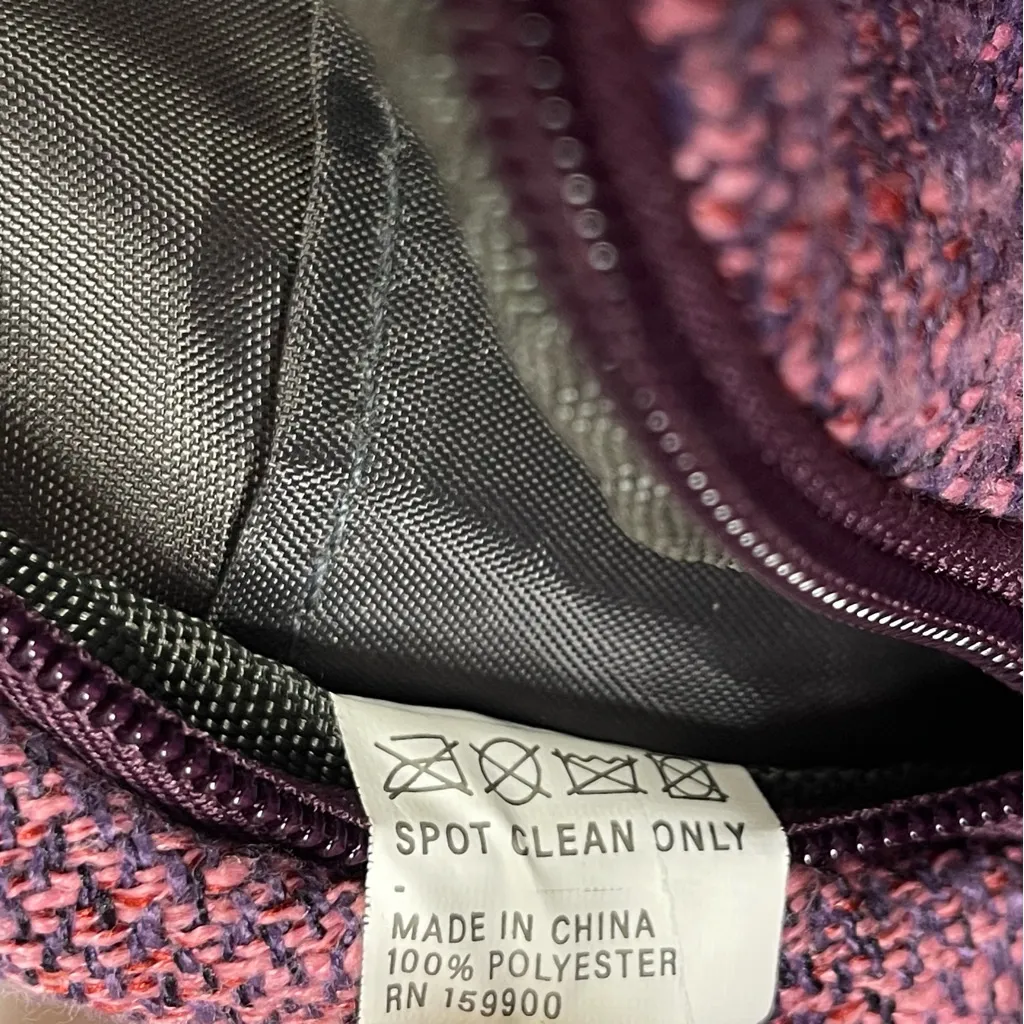 SPOT CLEAN ONLY
-
MADE IN CHINA
100% POLYESTER
RN 159900